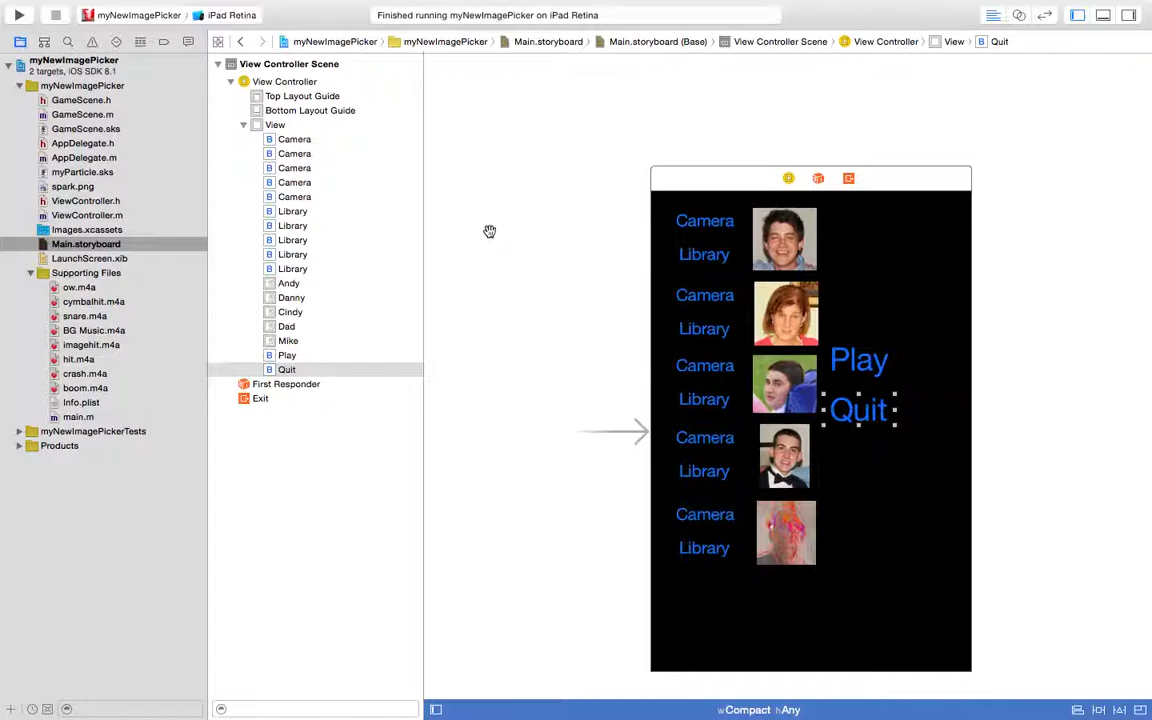 myNewImagePicker iPad Retina
Finished running myNewImagePicker on iPad Retina
myNewImagePicker
2 targets, iOS SDK 8.1
myNewImagePicker
GameScene.h
GameScene.m
GameScene.sks
AppDelegate.h
AppDelegate.m
myParticle.sks
spark.png
ViewController.h
ViewController.m
Images.xcassets
Main.storyboard
LaunchScreen.xib
Supporting Files
ow.m4a
cymbalhit.m4a
snare.m4a
BG Music.m4a
imagehit.m4a
hit.m4a
crash.m4a
boom.m4a
Info.plist
main.m
myNewImagePickerTests
Products
myNewImagePicker myNewImagePicker Main.storyboard Main.storyboard (Base) View Controller Scene View Controller View B Quit
View Controller Scene
View Controller
Top Layout Guide
Bottom Layout Guide
View
B Camera
B Camera
B Camera
B Camera
B Camera
B Library
B Library
B Library
B Library
B Library
Andy
Danny
Cindy
Dad
Mike
B Play
B Quit
First Responder
Exit
Camera
Library
Camera
Library
Camera
Library
Camera
Library
Camera
Library
Play
Quit
wCompact hAny